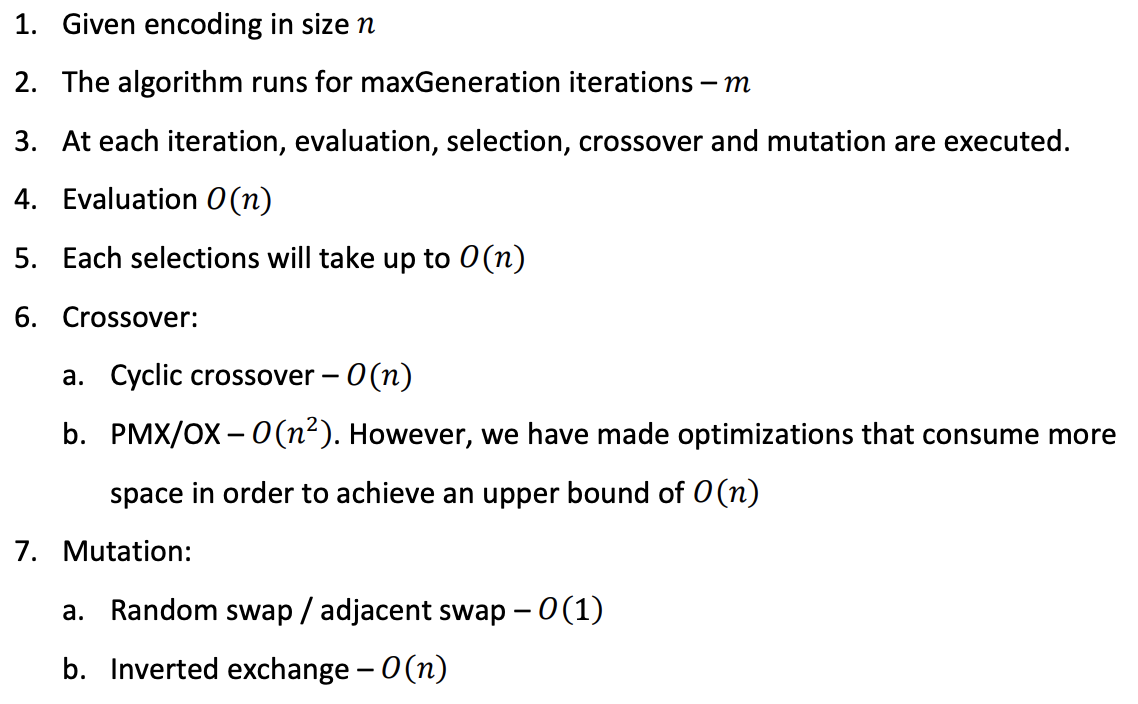 1. Given encoding in size n
2. The algorithm runs for maxGeneration iterations – m
3. At each iteration, evaluation, selection, crossover and mutation are executed.
4. Evaluation O(n)
5. Each selections will take up to O(n)
6. Crossover:
a. Cyclic crossover – O(n)
b. PMX/OX – O(n²). However, we have made optimizations that consume more
space in order to achieve an upper bound of O(n)
7. Mutation:
a. Random swap / adjacent swap – O(1)
b. Inverted exchange – O(n)